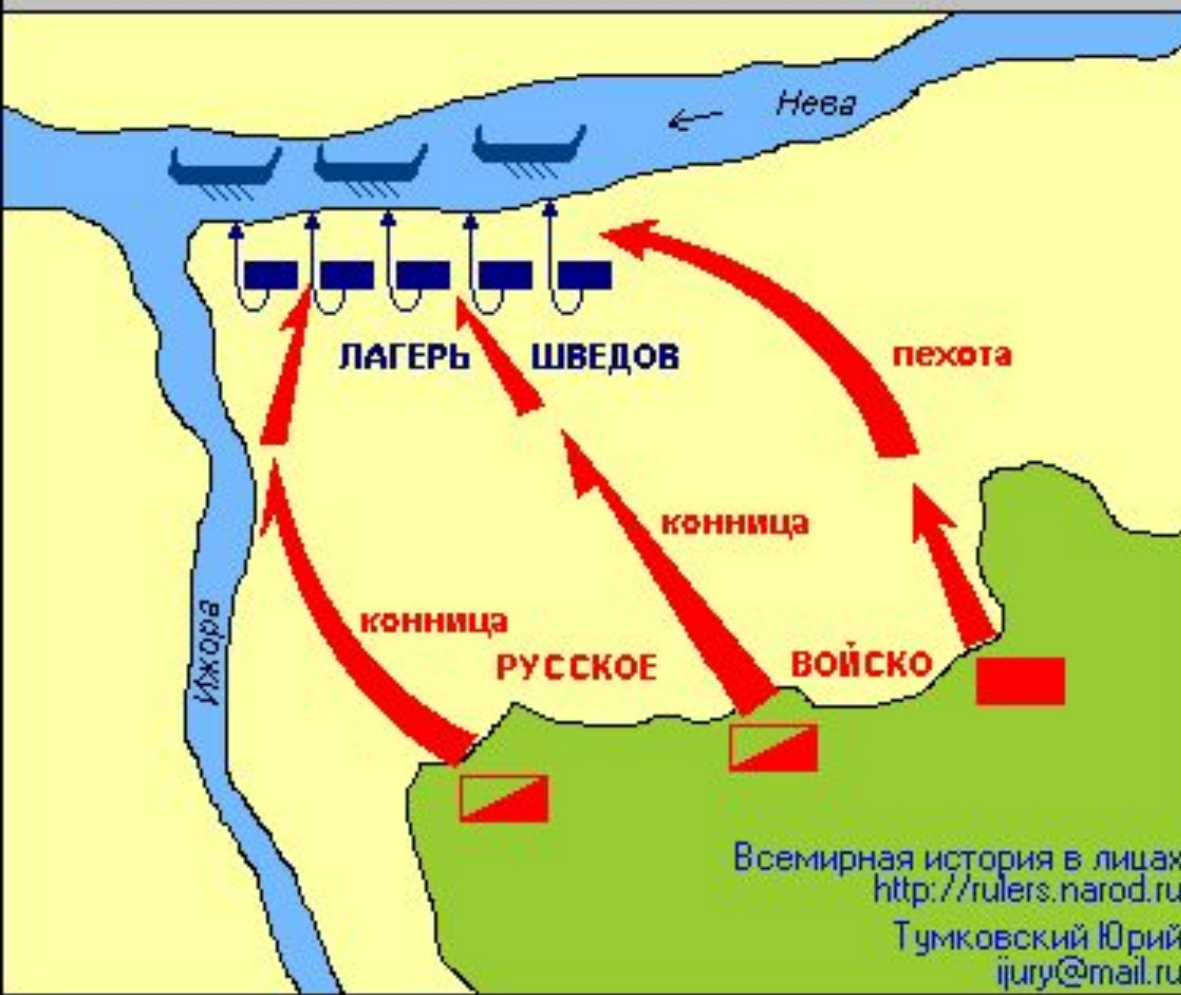 Нева
ЛАГЕРЬ ШВЕДОВ
пехота
конница
конница
РУССКОЕ ВОЙСКО
Ижора
Всемирная история в лицах
http://rulers.narod.ru
Тумковский Юрий
ijury@mail.ru